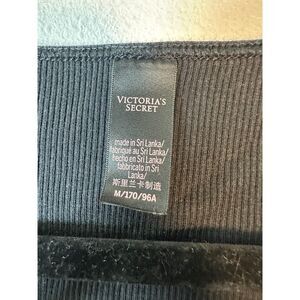 VICTORIA'S
SECRET
made in Sri Lanka/
fabriqué au Sri Lanka/
hecho en Sri Lanka/
fabbricato in Sri
Lanka/
斯里兰卡制造
M/170/96A